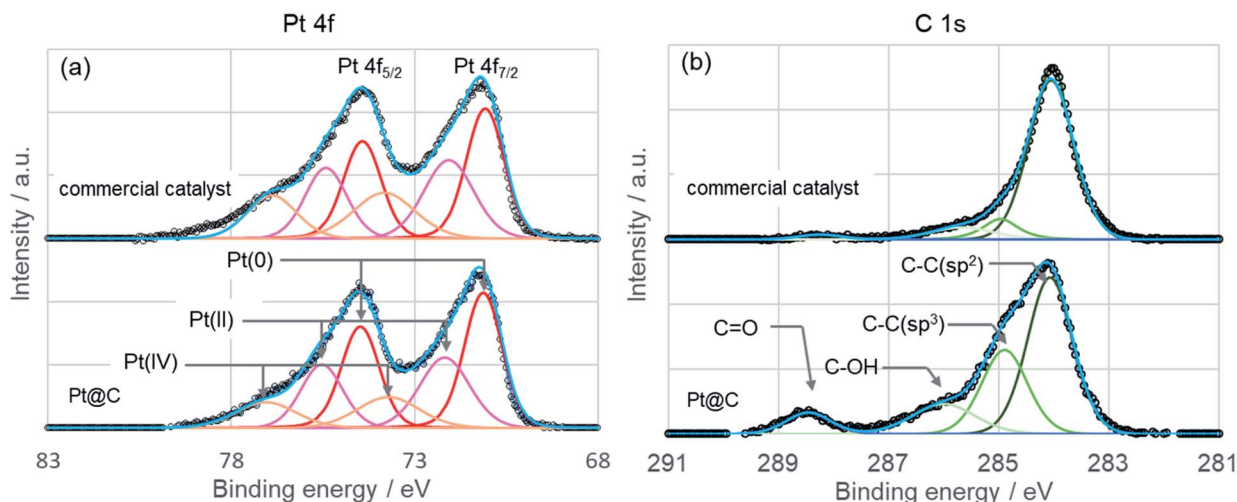 Pt 4f
(a)
Pt 4f5/2
Pt 4f7/2
commercial catalyst
Pt(0)
Pt(II)
Pt(IV)
Pt@C
Intensity / a.u.
83
78
73
68
Binding energy / eV
C 1s
(b)
commercial catalyst
C-C(sp2)
C=O
C-C(sp3)
C-OH
Pt@C
Intensity / a.u.
291
289
287
285
283
281
Binding energy / eV